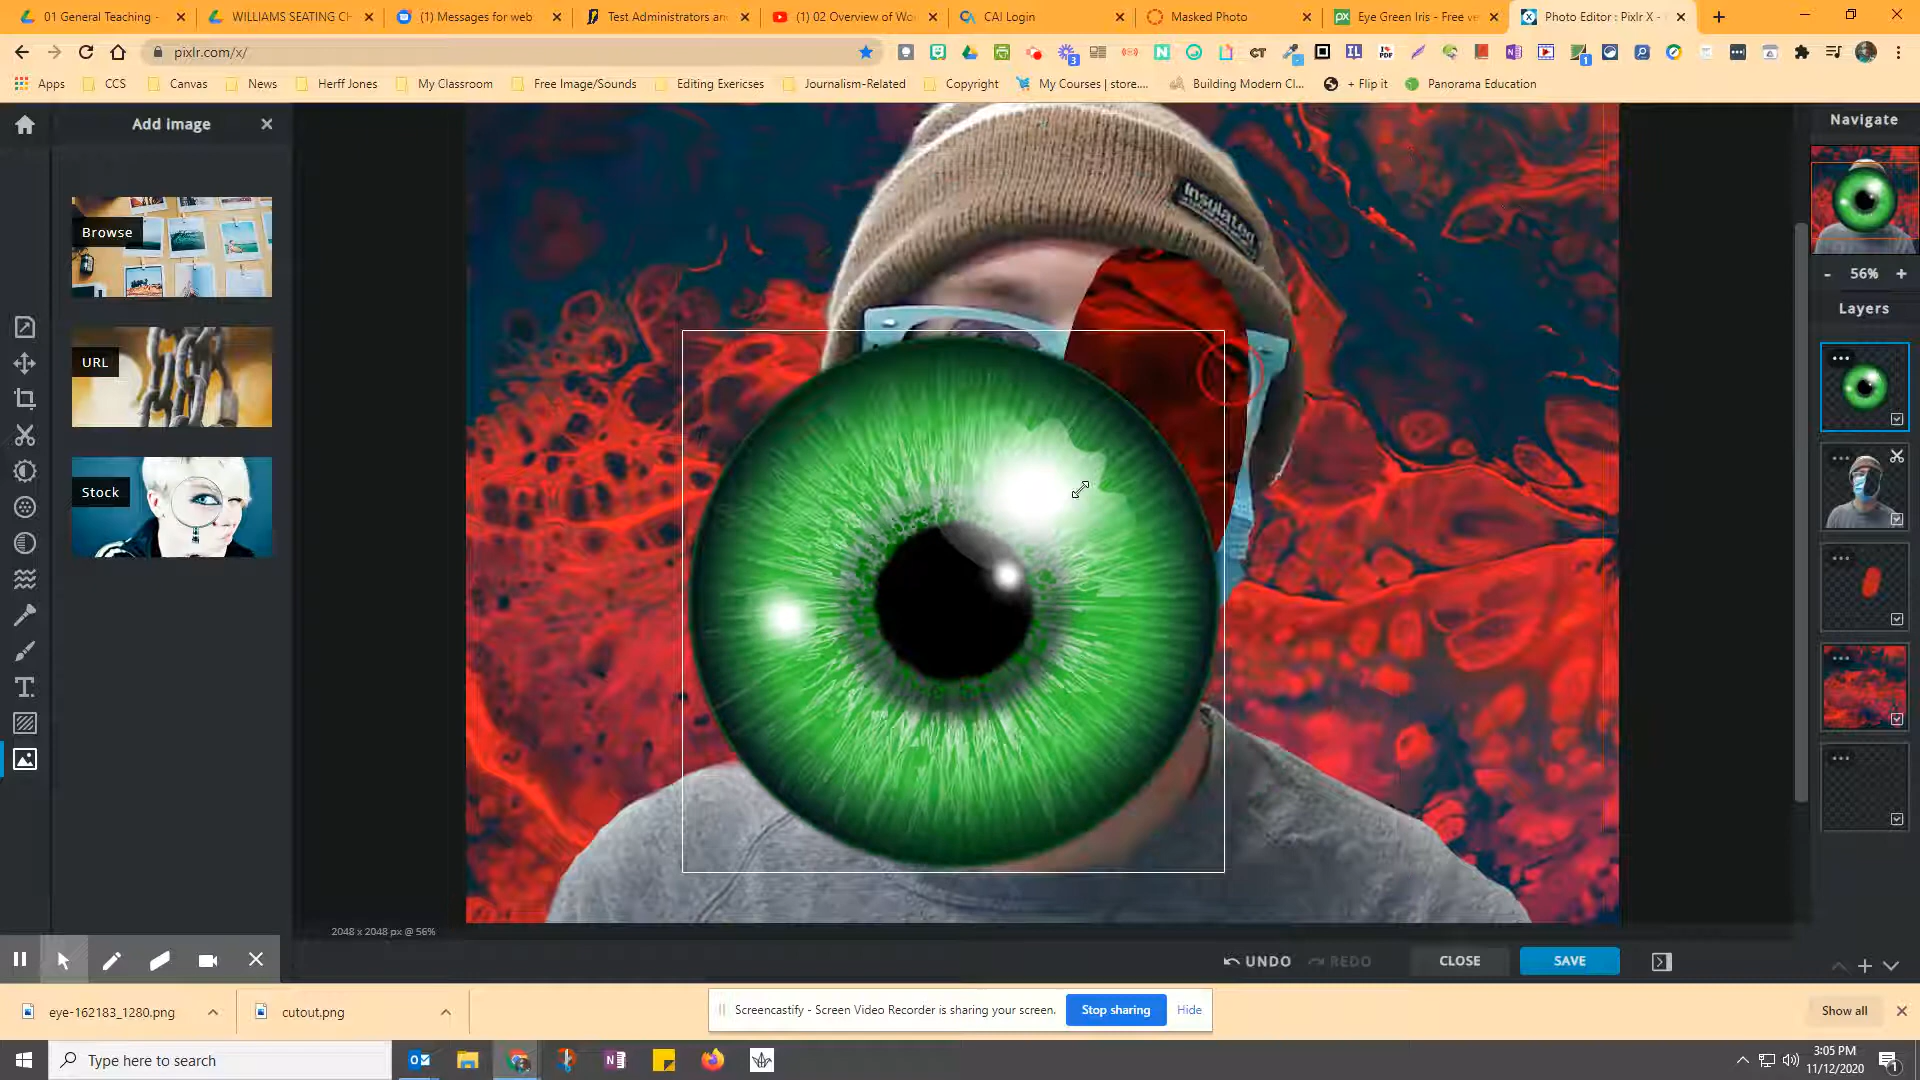 01 General Teaching -
WILLIAMS SEATING CH
(1) Messages for web
Test Administrators an
(1) 02 Overview of Wo
CAI Login
Masked Photo
Eye Green Iris - Free ve
Photo Editor : Pixlr X -
pixlr.com/x/
Apps
CCS
Canvas
News
Herff Jones
My Classroom
Free Image/Sounds
Editing Exericses
Journalism-Related
Copyright
My Courses | store....
Building Modern Cl...
+ Flip it
Panorama Education
Add image
Browse
URL
Stock
Insulated
Navigate
56%
Layers
2048 x 2048 px @ 56%
UNDO
REDO
CLOSE
SAVE
eye-162183_1280.png
cutout.png
Screencastify - Screen Video Recorder is sharing your screen.
Stop sharing
Hide
Show all
Type here to search
3:05 PM
11/12/2020